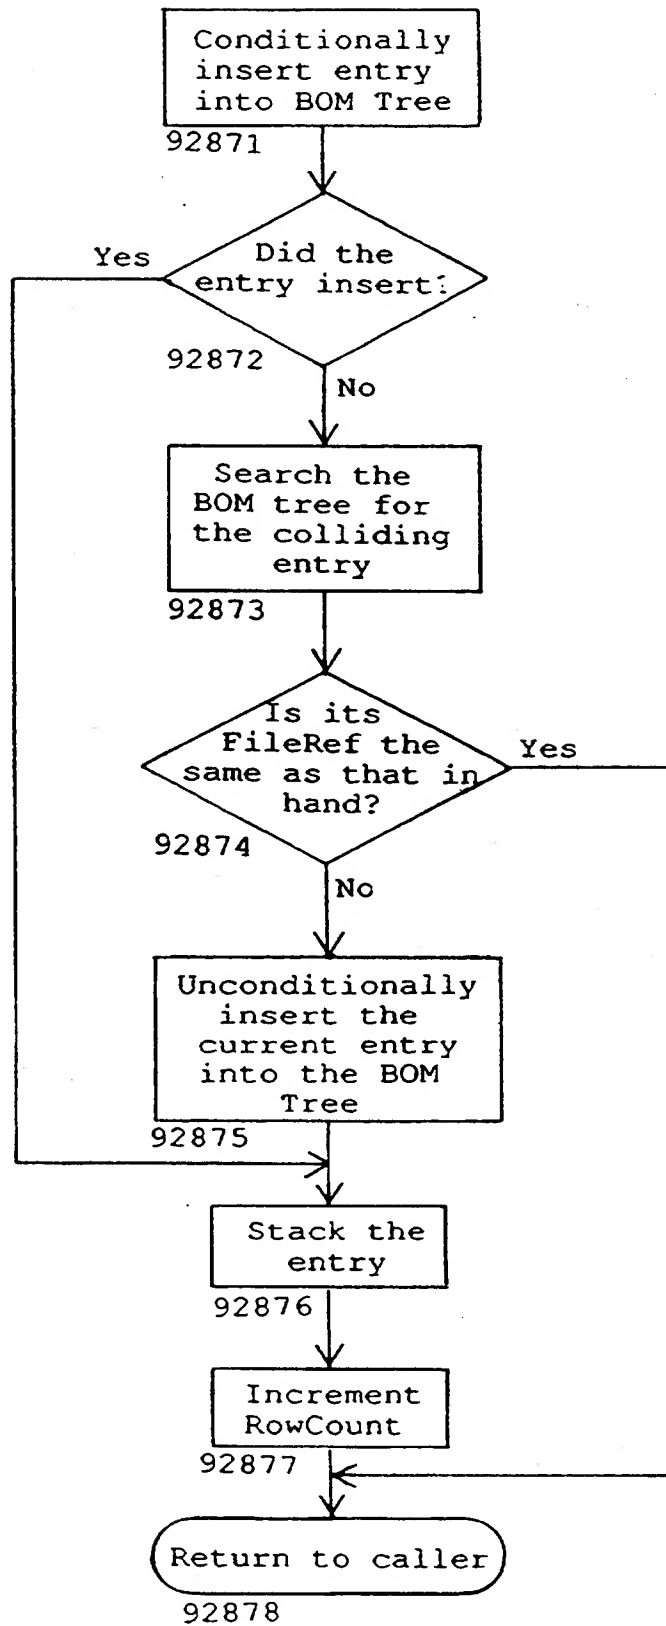 Conditionally
insert entry
into BOM Tree
92871
Yes
Did the
entry insert?
92872
No
Search the
BOM tree for
the colliding
entry
92873
Is its
FileRef the
same as that in
hand?
Yes
92874
No
Unconditionally
insert the
current entry
into the BOM
Tree
92875
Stack the
entry
92876
Increment
RowCount
92877
Return to caller
92878